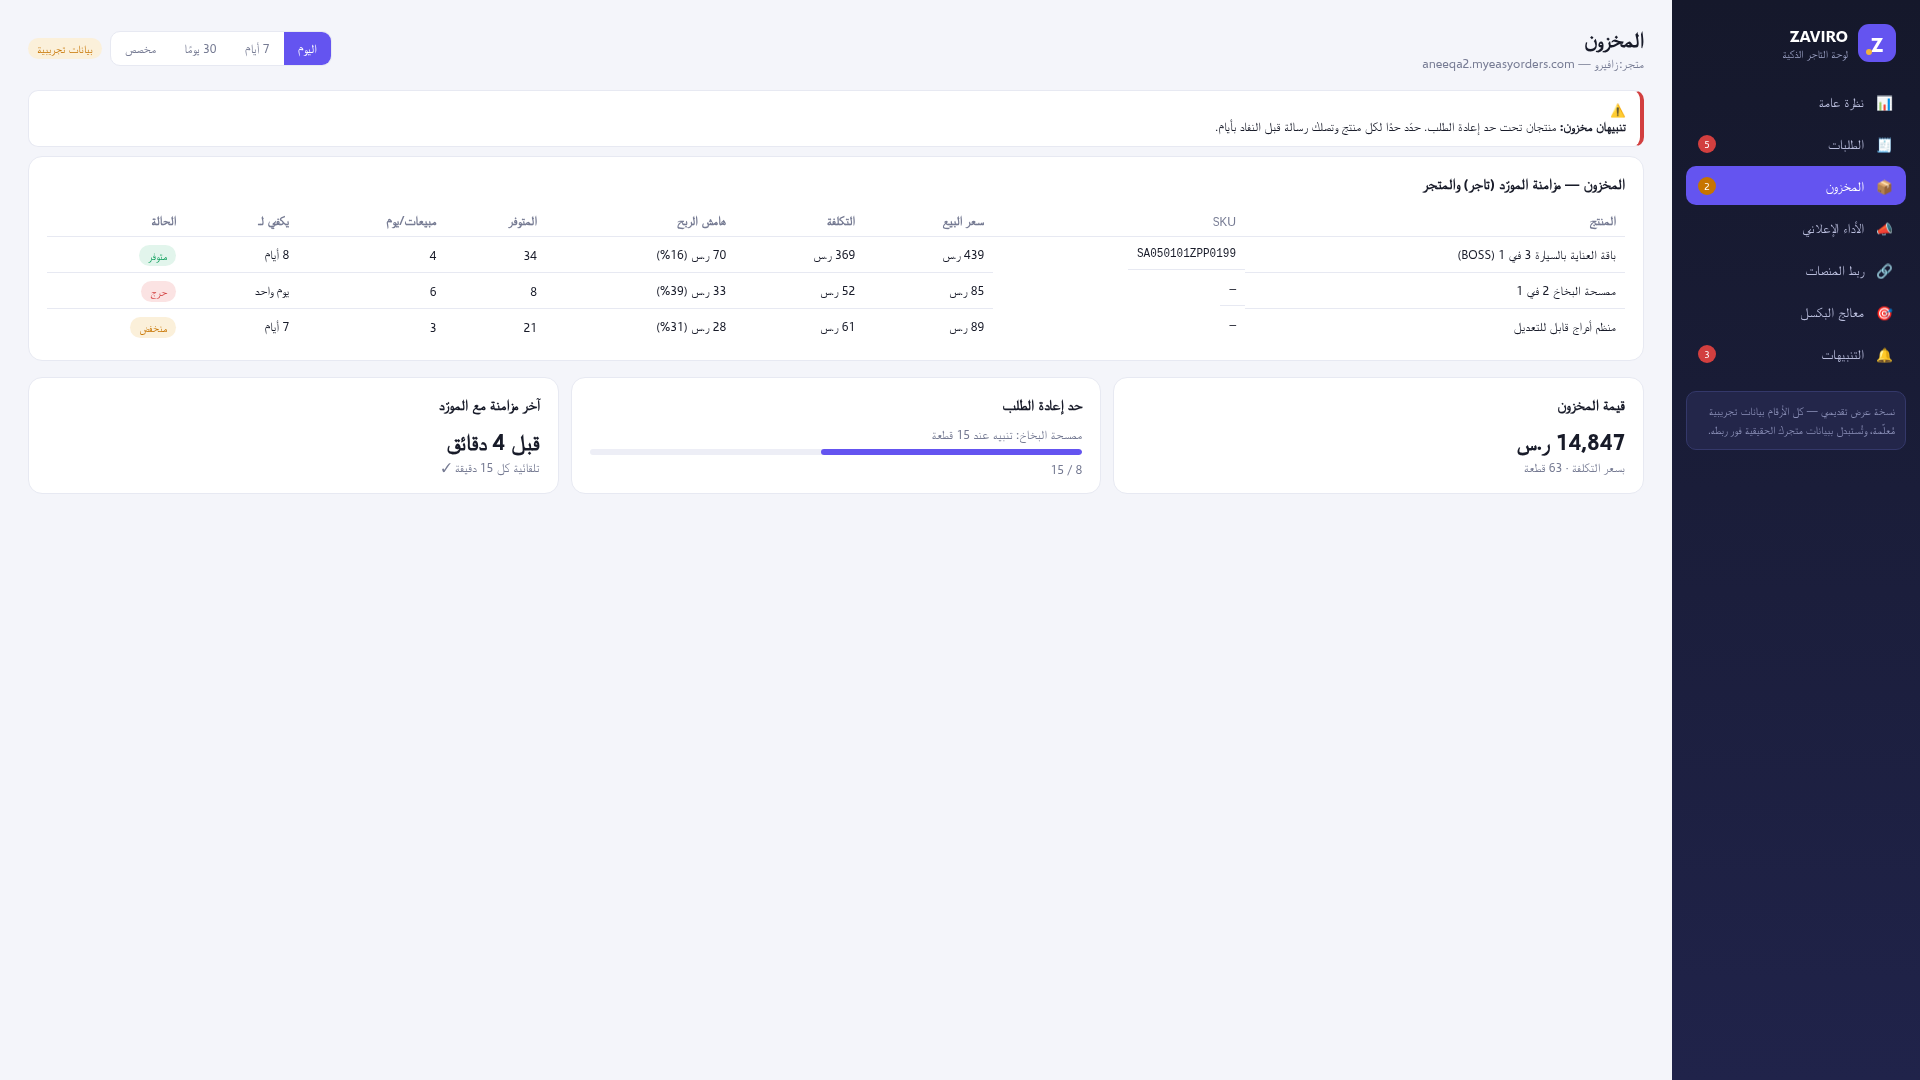 ZAVIRO
لوحة التاجر الذكية
نظرة عامة
الطلبات 5
المخزون 2
الأداء الإعلاني
ربط المنصات
معالج البكسل
التنبيهات 3
نسخة عرض تقديمي — كل الأرقام بيانات تجريبية
مُعلّمة، وتُستبدل ببيانات متجرك الحقيقية فور ربطه.
المخزون
متجر: زافيرو — aneeqa2.myeasyorders.com
اليوم 7 أيام 30 يومًا مخصص
بيانات تجريبية
تنبيهان مخزون: منتجان تحت حد إعادة الطلب. حدّد حدًا لكل منتج وتصلك رسالة قبل النفاد بأيام.
المخزون — مزامنة المورّد (تاجر) والمتجر
المنتج SKU سعر البيع التكلفة هامش الربح المتوفر مبيعات/يوم يكفي لـ الحالة
باقة العناية بالسيارة 3 في 1 (BOSS) SA050101ZPP0199 439 ر.س 369 ر.س 70 ر.س (16%) 34 4 8 أيام متوفر
ممسحة البخاخ 2 في 1 — 85 ر.س 52 ر.س 33 ر.س (39%) 8 6 يوم واحد حرج
منظم أدراج قابل للتعديل — 89 ر.س 61 ر.س 28 ر.س (31%) 21 3 7 أيام منخفض
قيمة المخزون
14,847 ر.س
بسعر التكلفة · 63 قطعة
حد إعادة الطلب
ممسحة البخاخ: تنبيه عند 15 قطعة
8 / 15
آخر مزامنة مع المورّد
قبل 4 دقائق
تلقائية كل 15 دقيقة ✓